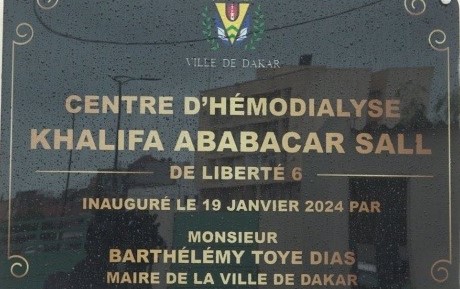 VILLE DE DAKAR
CENTRE D'HÉMODIALYSE
KHALIFA ABABACAR SALL
DE LIBERTÉ 6
INAUGURÉ LE 19 JANVIER 2024 PAR
MONSIEUR
BARTHÉLÉMY TOYE DIAS
MAIRE DE LA VILLE DE DAKAR